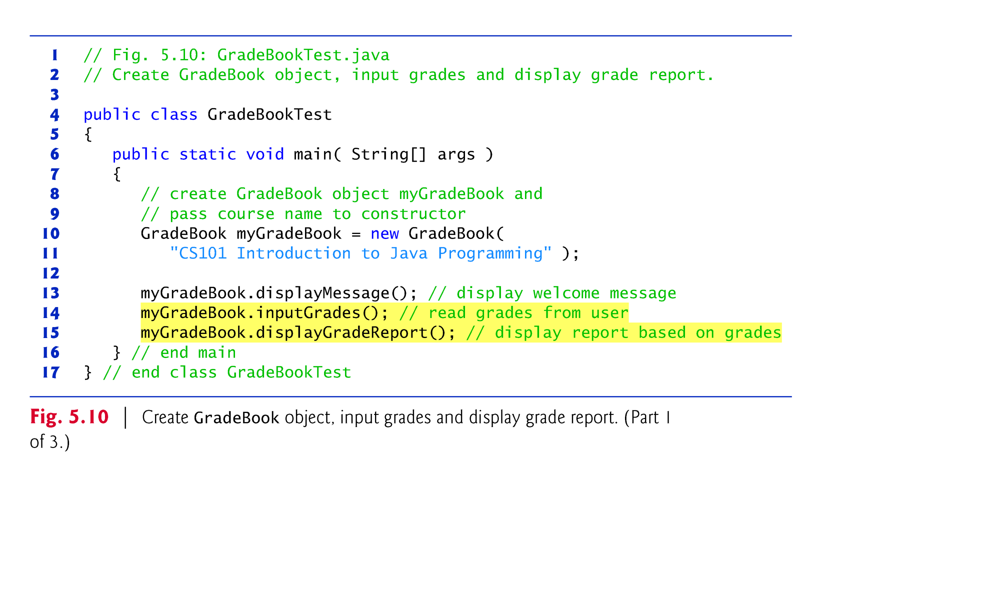 1 // Fig. 5.10: GradeBookTest.java
2 // Create GradeBook object, input grades and display grade report.
3
4 public class GradeBookTest
5 {
6 public static void main( String[] args )
7 {
8 // create GradeBook object myGradeBook and
9 // pass course name to constructor
10 GradeBook myGradeBook = new GradeBook(
11 "CS101 Introduction to Java Programming" );
12
13 myGradeBook.displayMessage(); // display welcome message
14 myGradeBook.inputGrades(); // read grades from user
15 myGradeBook.displayGradeReport(); // display report based on grades
16 } // end main
17 } // end class GradeBookTest
Fig. 5.10 | Create GradeBook object, input grades and display grade report. (Part 1
of 3.)